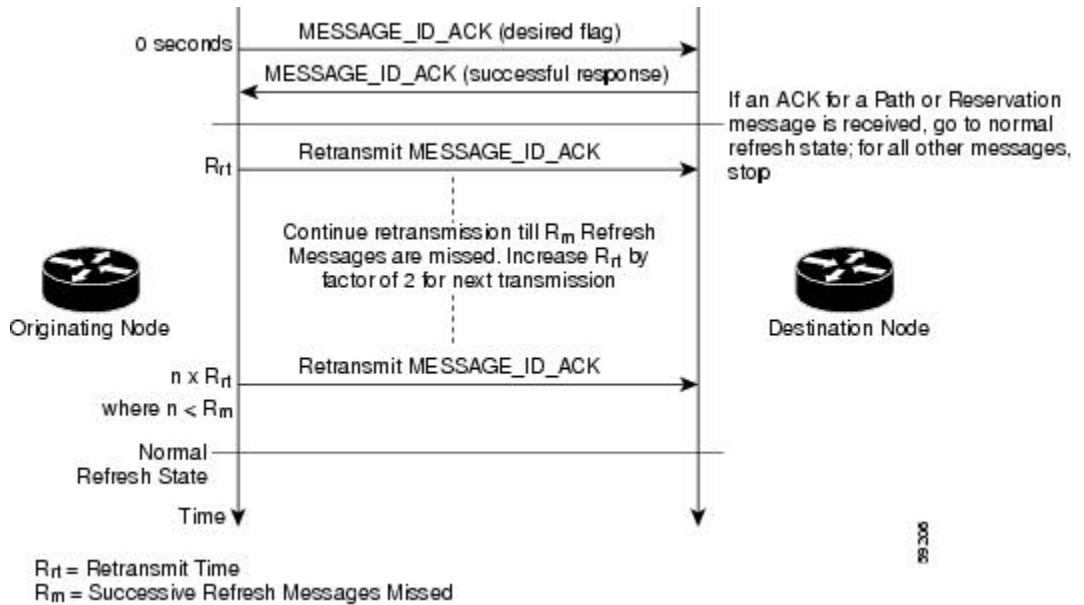 0 seconds
MESSAGE_ID_ACK (desired flag)
MESSAGE_ID_ACK (successful response)
If an ACK for a Path or Reservation
message is received, go to normal
refresh state; for all other messages,
stop
Rrt
Retransmit MESSAGE_ID_ACK
Continue retransmission till Rm Refresh
Messages are missed. Increase Rrt by
factor of 2 for next transmission
Originating Node
Destination Node
n x Rrt
Retransmit MESSAGE_ID_ACK
where n < Rm
Normal
Refresh State
Time
Rrt = Retransmit Time
Rm = Successive Refresh Messages Missed